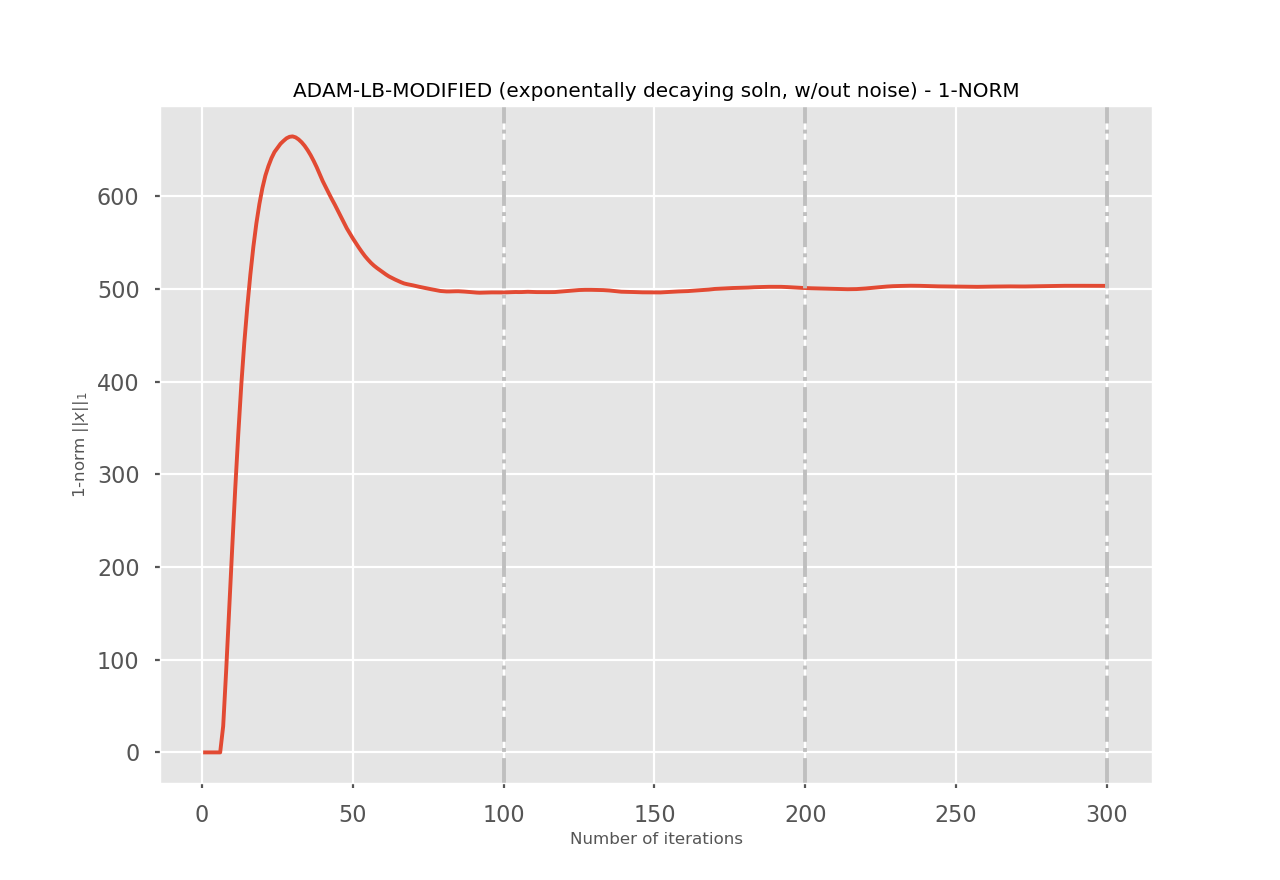 ADAM-LB-MODIFIED (exponentially decaying soln, w/out noise) - 1-NORM
600
500
400
300
200
100
0
1-norm ||x||₁
0 50 100 150 200 250 300
Number of iterations